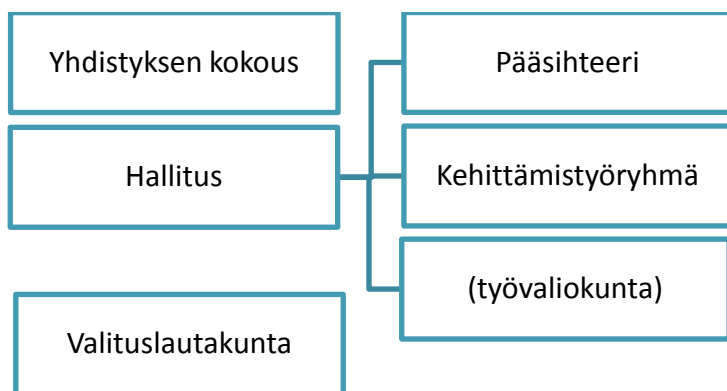 Yhdistyksen kokous
Pääsihteeri
Hallitus
Kehittämistyöryhmä
(työvaliokunta)
Valituslautakunta